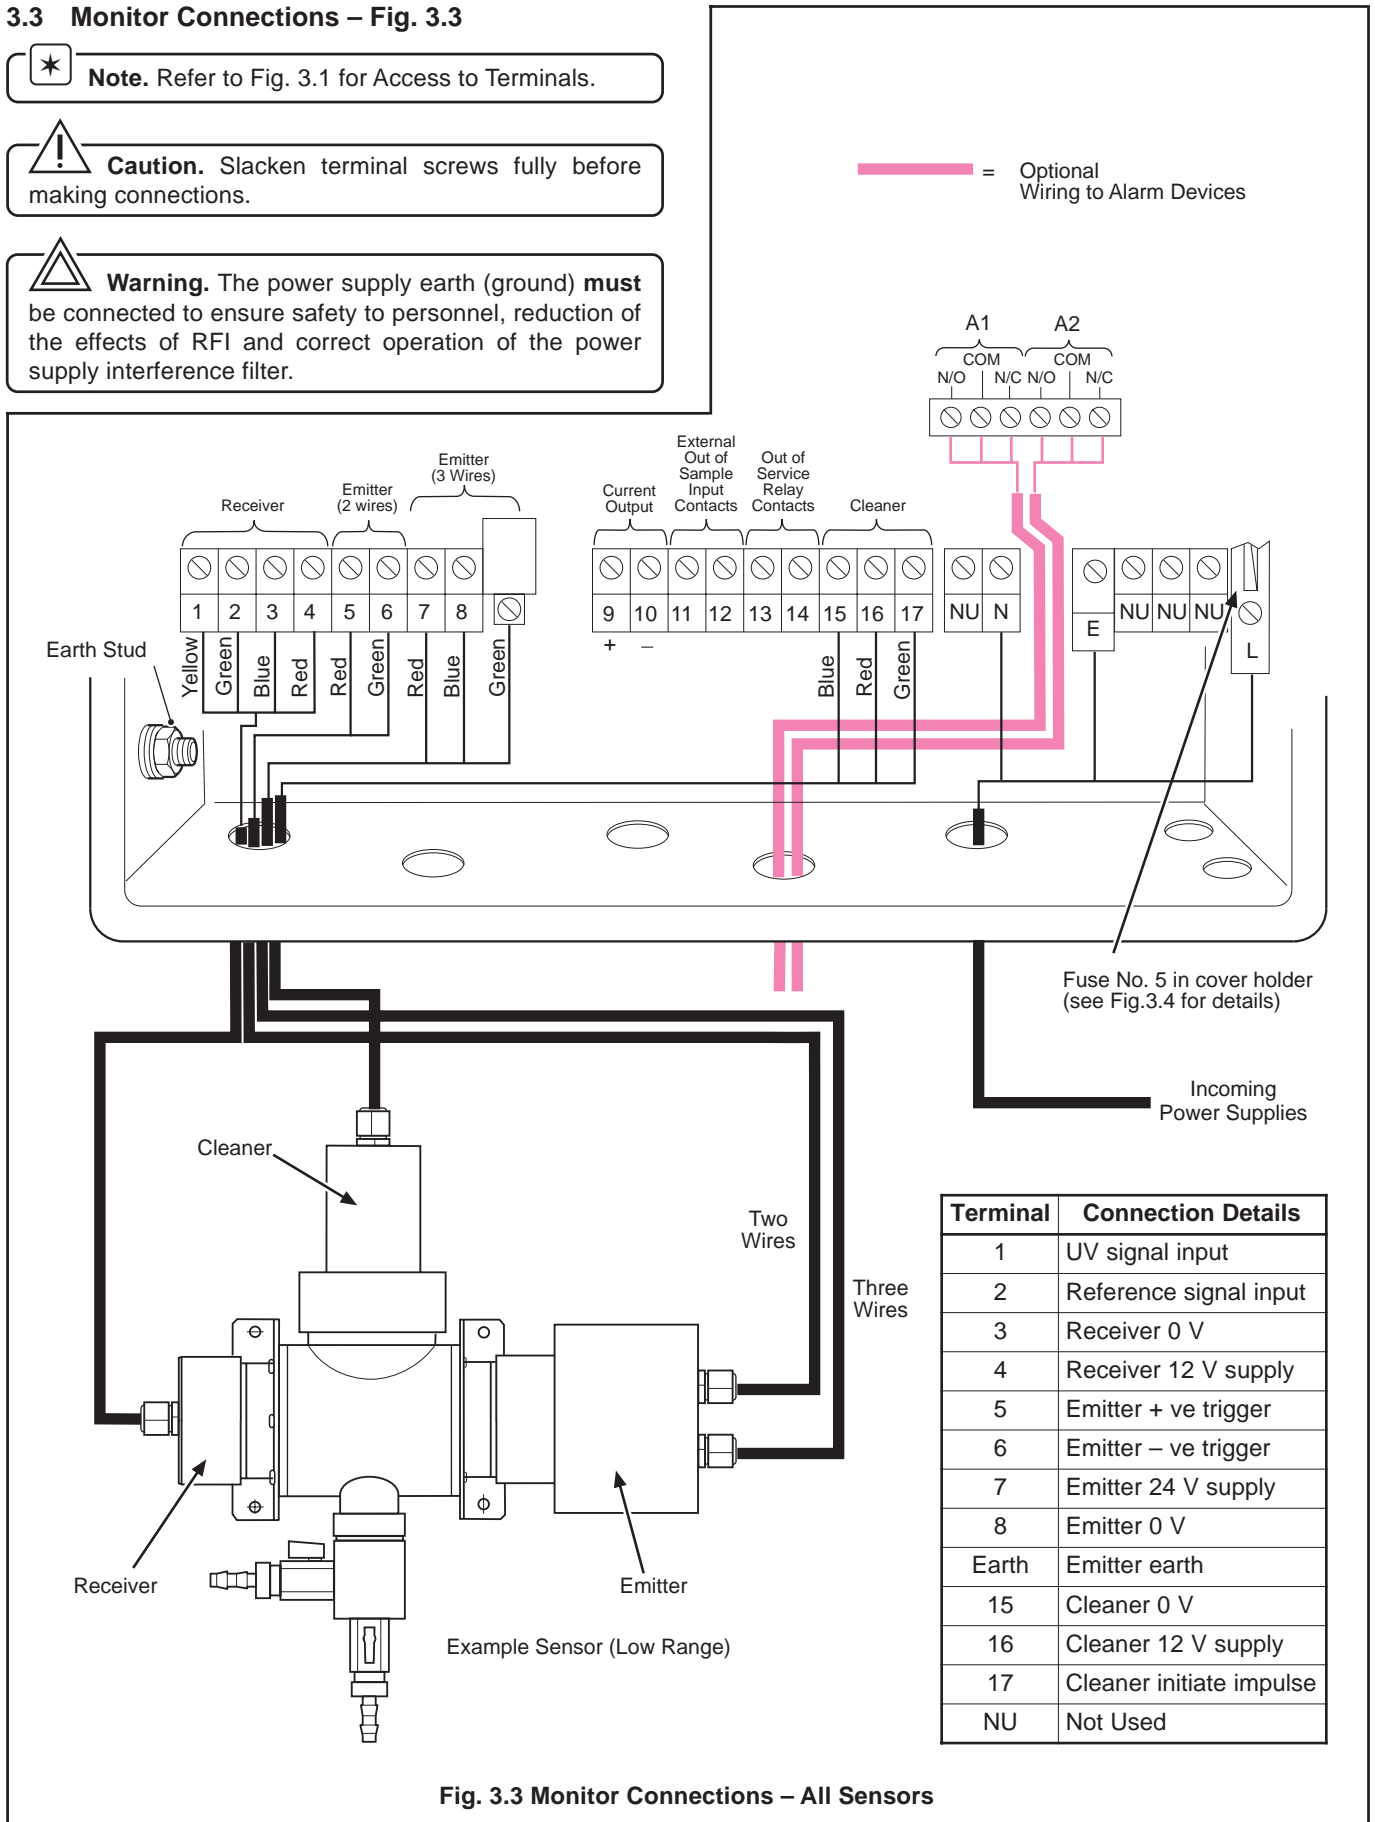 3.3 Monitor Connections – Fig. 3.3
Note. Refer to Fig. 3.1 for Access to Terminals.
Caution. Slacken terminal screws fully before
making connections.
Warning. The power supply earth (ground) must
be connected to ensure safety to personnel, reduction of
the effects of RFI and correct operation of the power
supply interference filter.
= Optional
Wiring to Alarm Devices
A1 A2
COM COM
N/O N/C N/O N/C
Receiver
Emitter
(2 wires)
Emitter
(3 Wires)
Current
Output
External
Out of
Sample
Input
Contacts
Out of
Service
Relay
Contacts
Cleaner
1 2 3 4 5 6 7 8
9 10 11 12 13 14 15 16 17
NU N
E NU NU NU
L
+ –
Yellow
Green
Blue
Red
Red
Green
Red
Blue
Green
Blue
Red
Green
Earth Stud
Fuse No. 5 in cover holder
(see Fig.3.4 for details)
Incoming
Power Supplies
Cleaner
Two
Wires
Three
Wires
Receiver
Emitter
Example Sensor (Low Range)
Terminal Connection Details
1 UV signal input
2 Reference signal input
3 Receiver 0 V
4 Receiver 12 V supply
5 Emitter + ve trigger
6 Emitter – ve trigger
7 Emitter 24 V supply
8 Emitter 0 V
Earth Emitter earth
15 Cleaner 0 V
16 Cleaner 12 V supply
17 Cleaner initiate impulse
NU Not Used
Fig. 3.3 Monitor Connections – All Sensors